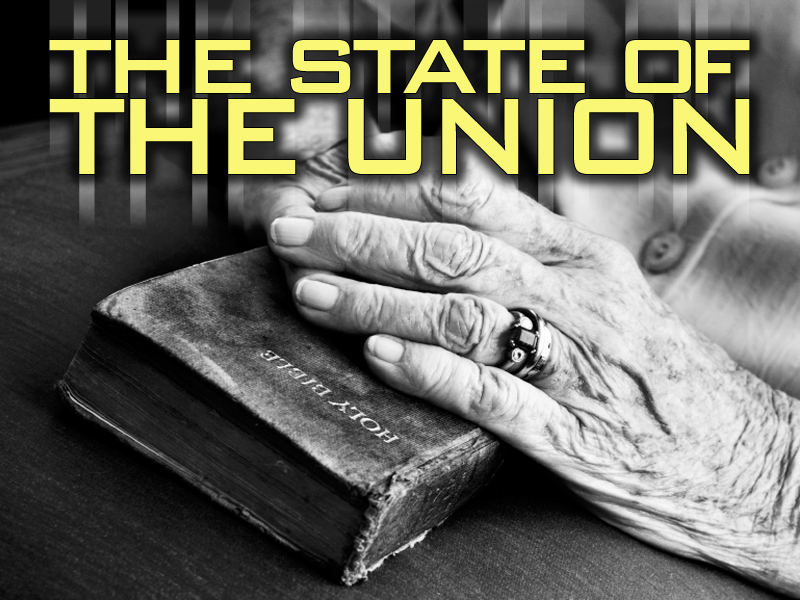 THE STATE OF
THE UNION
HOLY BIBLE